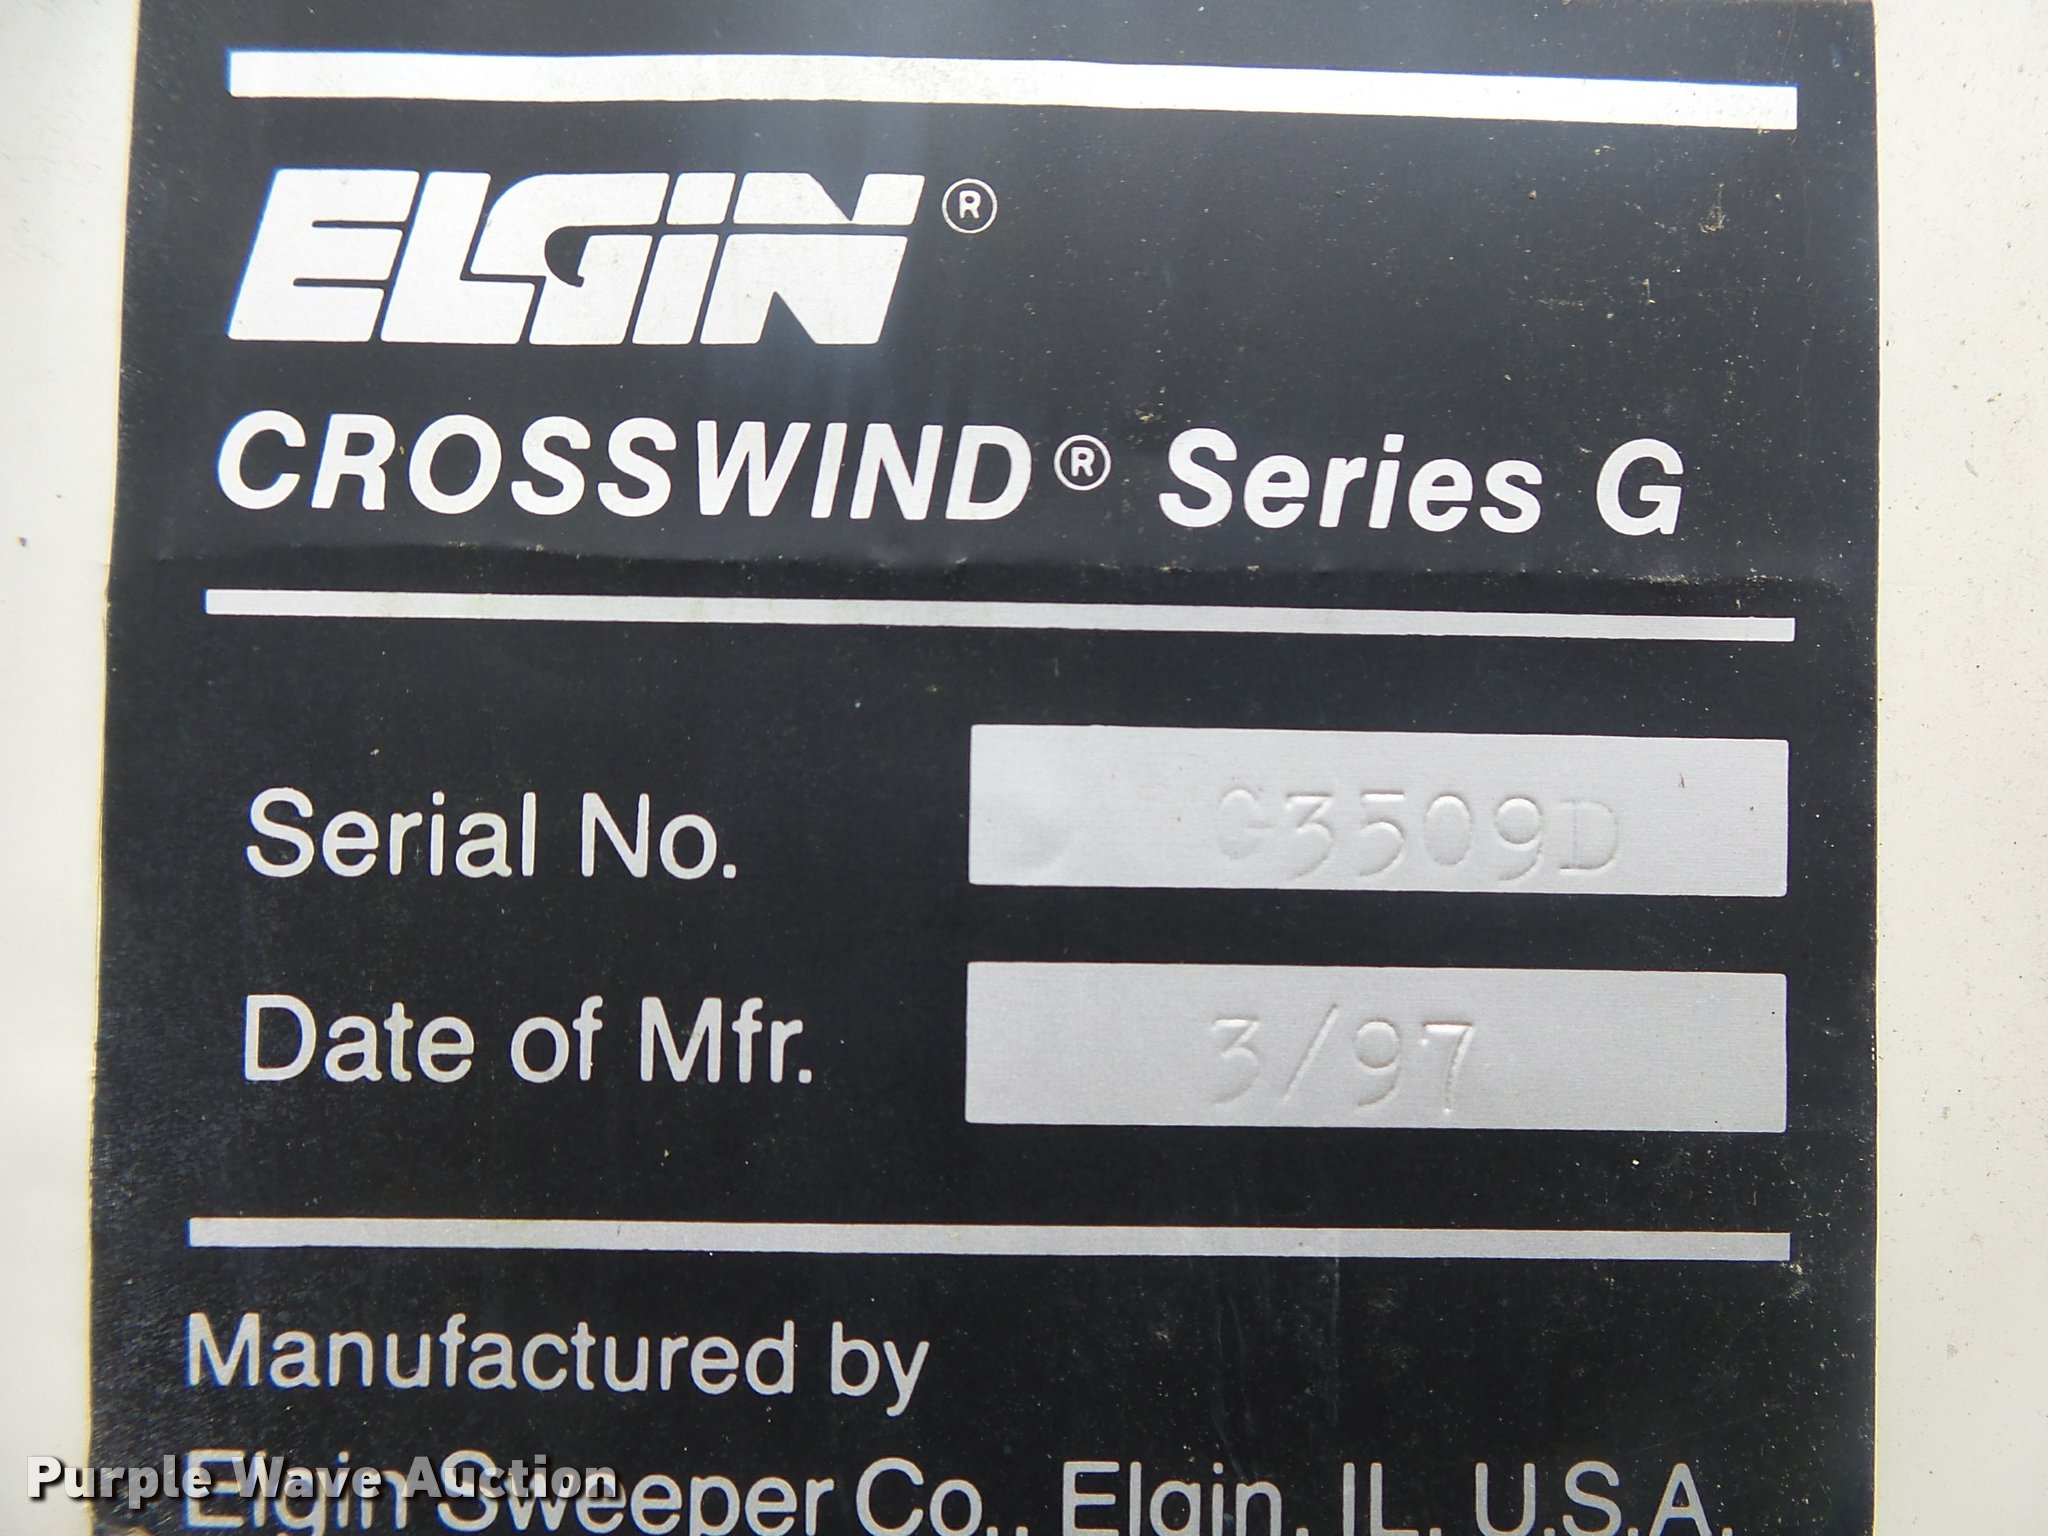 ELGIN®
CROSSWIND® Series G
Serial No. G3509D
Date of Mfr. 3/97
Manufactured by
Elgin Sweeper Co., Elgin, IL, U.S.A.
Purple Wave Auction